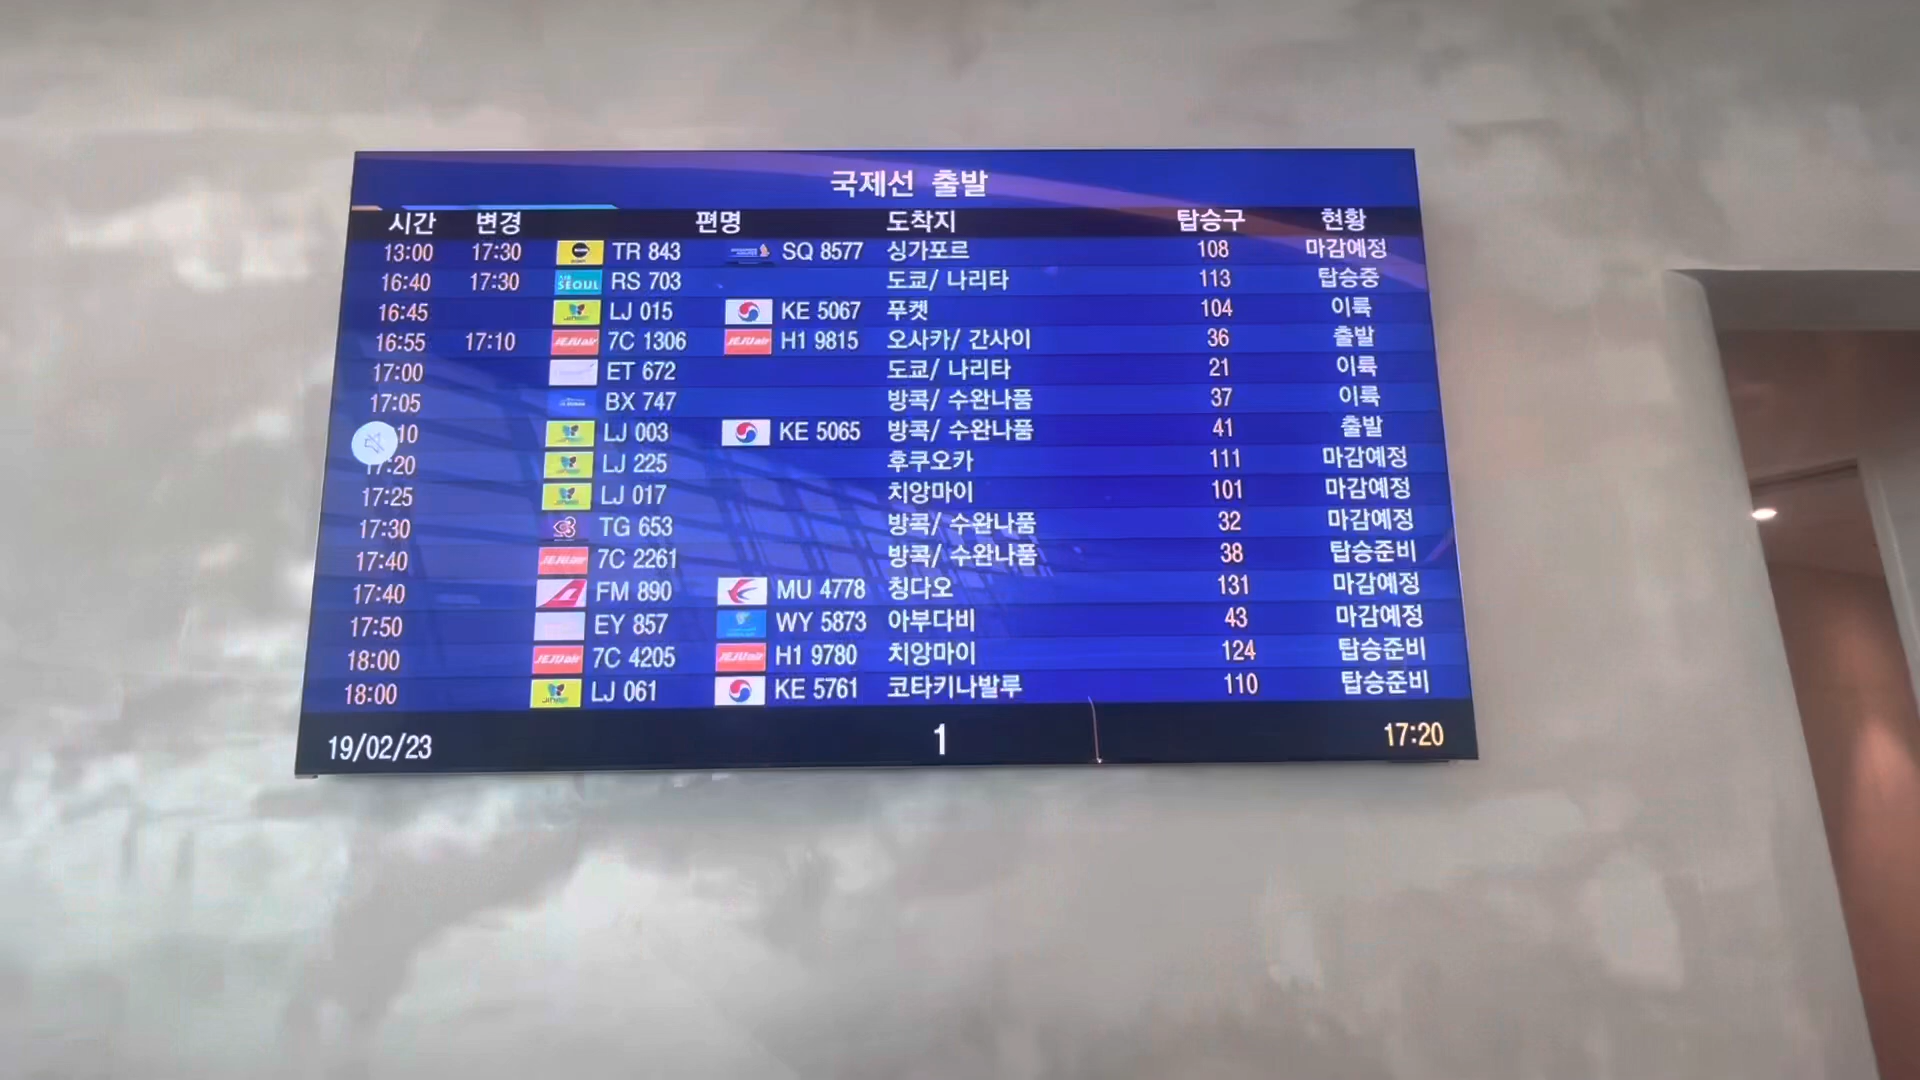 국제선 출발
시간 변경 편명 도착지 탑승구 현황
13:00 17:30 TR 843 SQ 8577 싱가포르 108 마감예정
16:40 17:30 AIR SEOUL RS 703 도쿄/ 나리타 113 탑승중
16:45 LJ 015 KE 5067 푸켓 104 이륙
16:55 17:10 JEJUair 7C 1306 JEJUair H1 9815 오사카/ 간사이 36 출발
17:00 ET 672 도쿄/ 나리타 21 이륙
17:05 BX 747 방콕/ 수완나품 37 이륙
10 LJ 003 KE 5065 방콕/ 수완나품 41 출발
17:20 LJ 225 후쿠오카 111 마감예정
17:25 LJ 017 치앙마이 101 마감예정
17:30 TG 653 방콕/ 수완나품 32 마감예정
17:40 JEJUair 7C 2261 방콕/ 수완나품 38 탑승준비
17:40 FM 890 MU 4778 칭다오 131 마감예정
17:50 EY 857 WY 5873 아부다비 43 마감예정
18:00 JEJUair 7C 4205 JEJUair H1 9780 치앙마이 124 탑승준비
18:00 LJ 061 KE 5761 코타키나발루 110 탑승준비
19/02/23 1 17:20